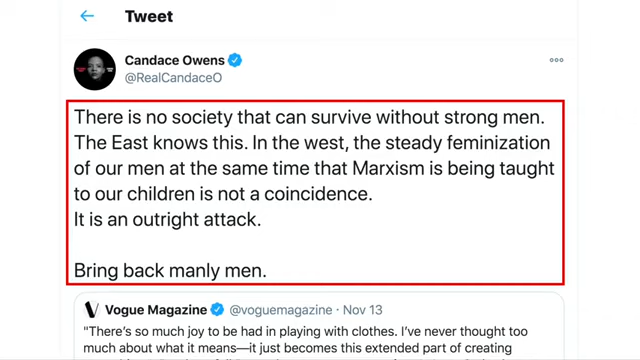 Tweet
Candace Owens
@RealCandaceO
There is no society that can survive without strong men.
The East knows this. In the west, the steady feminization
of our men at the same time that Marxism is being taught
to our children is not a coincidence.
It is an outright attack.
Bring back manly men.
Vogue Magazine @voguemagazine · Nov 13
"There's so much joy to be had in playing with clothes. I've never thought too
much about what it means—it just becomes this extended part of creating